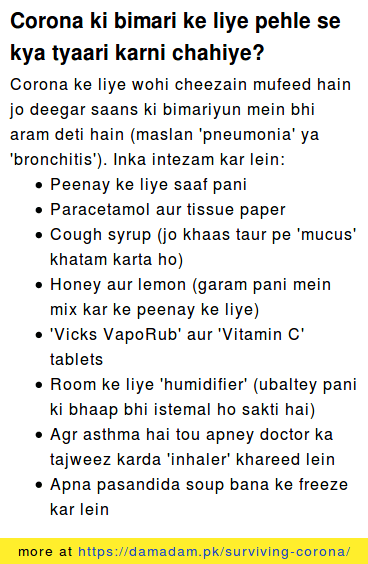 Corona ki bimari ke liye pehle se
kya tyaari karni chahiye?
Corona ke liye wohi cheezain mufeed hain
jo deegar saans ki bimariyun mein bhi
aram deti hain (maslan 'pneumonia' ya
'bronchitis'). Inka intezam kar lein:
• Peenay ke liye saaf pani
• Paracetamol aur tissue paper
• Cough syrup (jo khaas taur pe 'mucus'
khatam karta ho)
• Honey aur lemon (garam pani mein
mix kar ke peenay ke liye)
• 'Vicks VapoRub' aur 'Vitamin C'
tablets
• Room ke liye 'humidifier' (ubaltey pani
ki bhaap bhi istemal ho sakti hai)
• Agr asthma hai tou apney doctor ka
tajweez karda 'inhaler' khareed lein
• Apna pasandida soup bana ke freeze
kar lein
more at https://damadam.pk/surviving-corona/